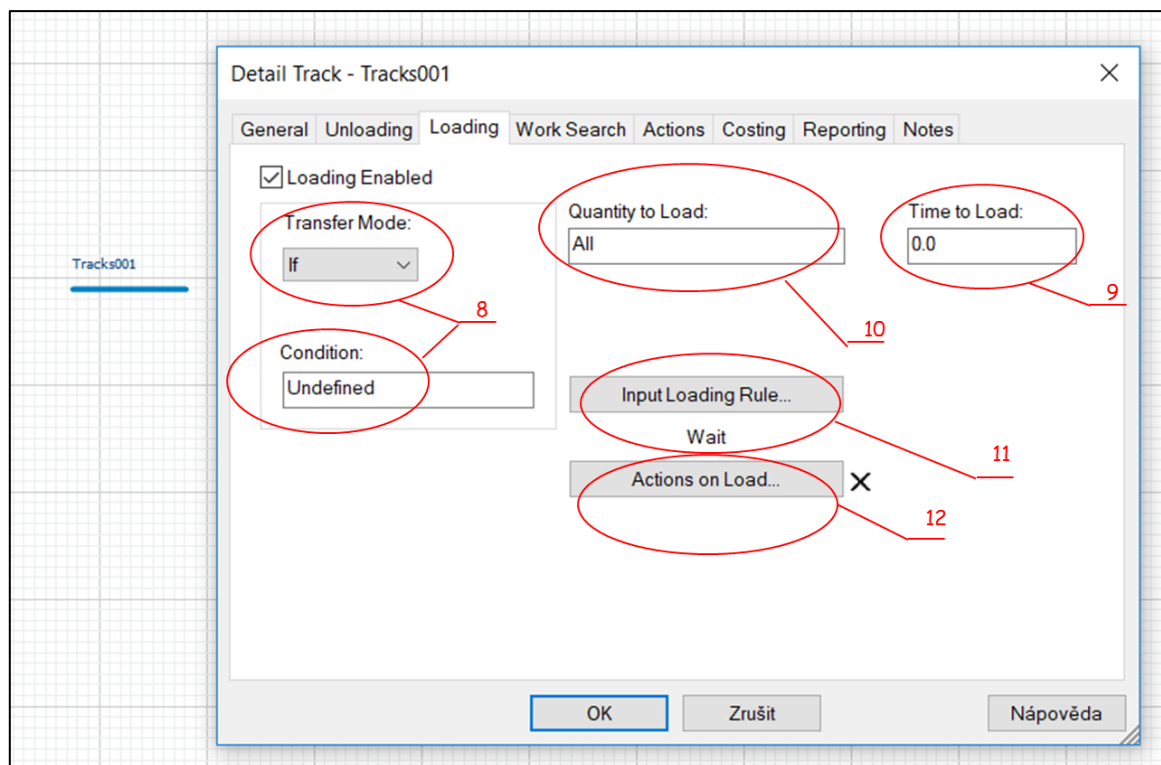 Detail Track - Tracks001
General Unloading Loading Work Search Actions Costing Reporting Notes
Loading Enabled
Transfer Mode:
If
Quantity to Load:
All
Time to Load:
0.0
Tracks001
8
10
9
Condition:
Undefined
Input Loading Rule...
Wait
11
Actions on Load...
12
OK Zrušit Nápověda